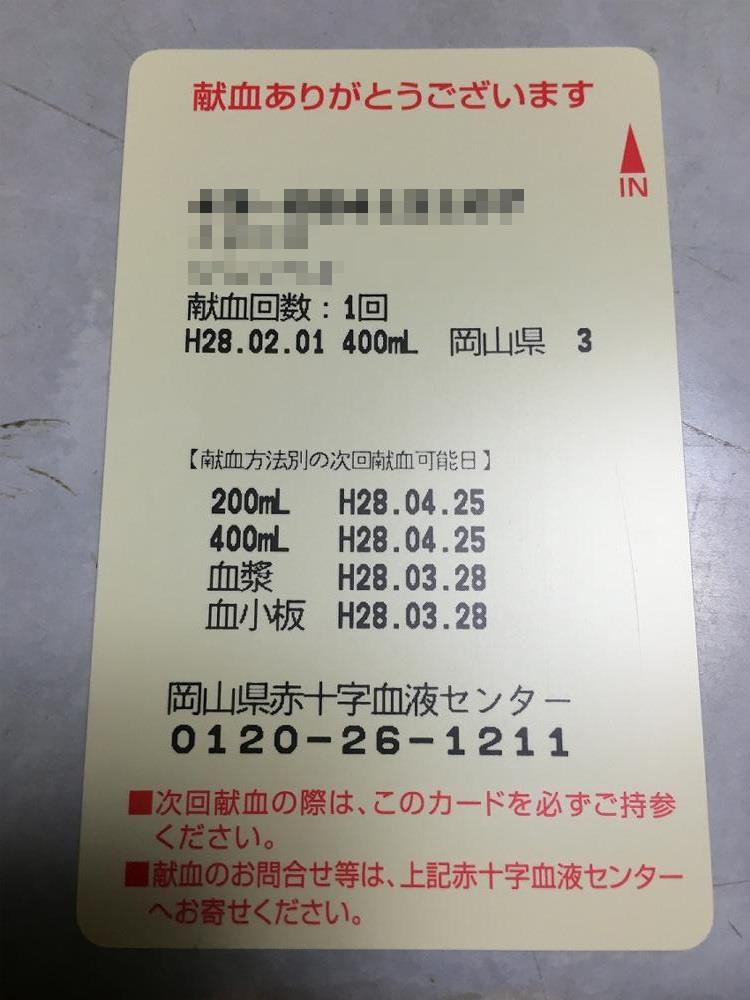 献血ありがとうございます
IN
献血回数：1回
H28.02.01 400mL 岡山県 3
【献血方法別の次回献血可能日】
200mL H28.04.25
400mL H28.04.25
血漿 H28.03.28
血小板 H28.03.28
岡山県赤十字血液センター
0120-26-1211
■次回献血の際は、このカードを必ずご持参
ください。
■献血のお問合せ等は、上記赤十字血液センター
へお寄せください。